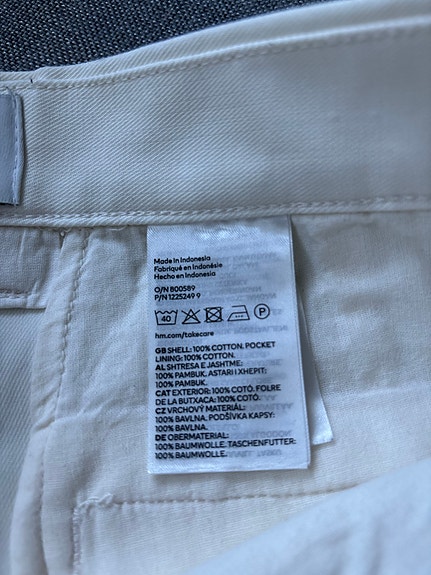 Made in Indonesia
Fabriqué en Indonésie
Hecho en Indonesia
O/N 800589
P/N 1225249 9
40
P
hm.com/takecare
GB SHELL: 100% COTTON. POCKET
LINING: 100% COTTON.
AL SHTRESA E JASHTME:
100% PAMBUK. ASTARI I XHEPIT:
100% PAMBUK.
CAT EXTERIOR: 100% COTÓ. FOLRE
DE LA BUTXACA: 100% COTÓ.
CZ VRCHOVÝ MATERIÁL:
100% BAVLNA. PODŠÍVKA KAPSY:
100% BAVLNA.
DE OBERMATERIAL:
100% BAUMWOLLE. TASCHENFUTTER:
100% BAUMWOLLE.